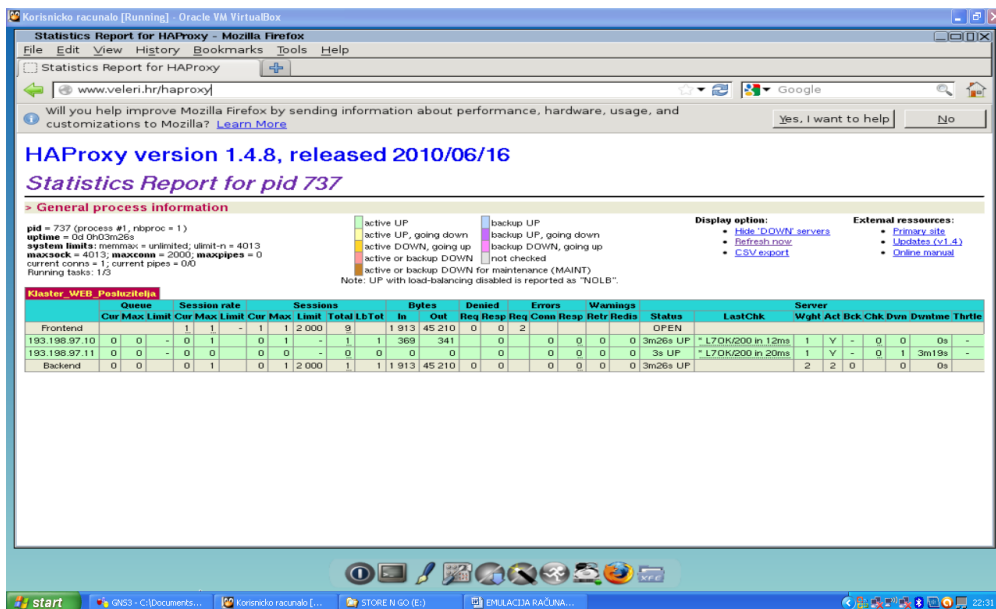 Korisnicko racunalo [Running] - Oracle VM VirtualBox
Statistics Report for HAProxy - Mozilla Firefox
File Edit View History Bookmarks Tools Help
Statistics Report for HAProxy
www.veleri.hr/haproxy
Google
Will you help improve Mozilla Firefox by sending information about performance, hardware, usage, and
customizations to Mozilla? Learn More
Yes, I want to help
No
HAProxy version 1.4.8, released 2010/06/16
Statistics Report for pid 737
> General process information
pid = 737 (process #1, nbproc = 1)
uptime = 0d 0h03m26s
system limits: memmax = unlimited; ulimit-n = 4013
maxsock = 4013; maxconn = 2000; maxpipes = 0
current conns = 1; current pipes = 0/0
Running tasks: 1/3
active UP backup UP
active UP, going down backup UP, going down
active DOWN, going up backup DOWN, going up
active or backup DOWN not checked
active or backup DOWN for maintenance (MAINT)
Note: UP with load-balancing disabled is reported as "NOLB".
Display option:
Hide 'DOWN' servers
Refresh now
CSV export
External ressources:
Primary site
Updates (v1.4)
Online manual
Klaster_WEB_Posluzitelja
Queue Session rate Sessions Bytes Denied Errors Warnings Server
Cur Max Limit Cur Max Limit Cur Max Limit Total LbTot In Out Req Resp Req Conn Resp Retr Redis Status LastChk Wght Act Bck Chk Dwn Dwntme Thrtle
Frontend 1 1 - 1 1 2 000 9 1 913 45 210 0 0 2 OPEN
193.198.97.10 0 0 - 0 1 0 1 - 1 1 369 341 0 0 0 0 0 3m26s UP * L7OK/200 in 12ms 1 Y - 0 0 0s -
193.198.97.11 0 0 - 0 0 0 0 - 0 0 0 0 0 0 0 0 0 3s UP * L7OK/200 in 20ms 1 Y - 0 1 3m19s -
Backend 0 0 0 1 0 1 2 000 1 1 1 913 45 210 0 0 0 0 0 0 3m26s UP 2 2 0 0 0s
XFE
start
GNS3 - C:\Documents...
Korisnicko racunalo [...
STORE N GO (E:)
EMULACIJA RAČUNA...
22:31